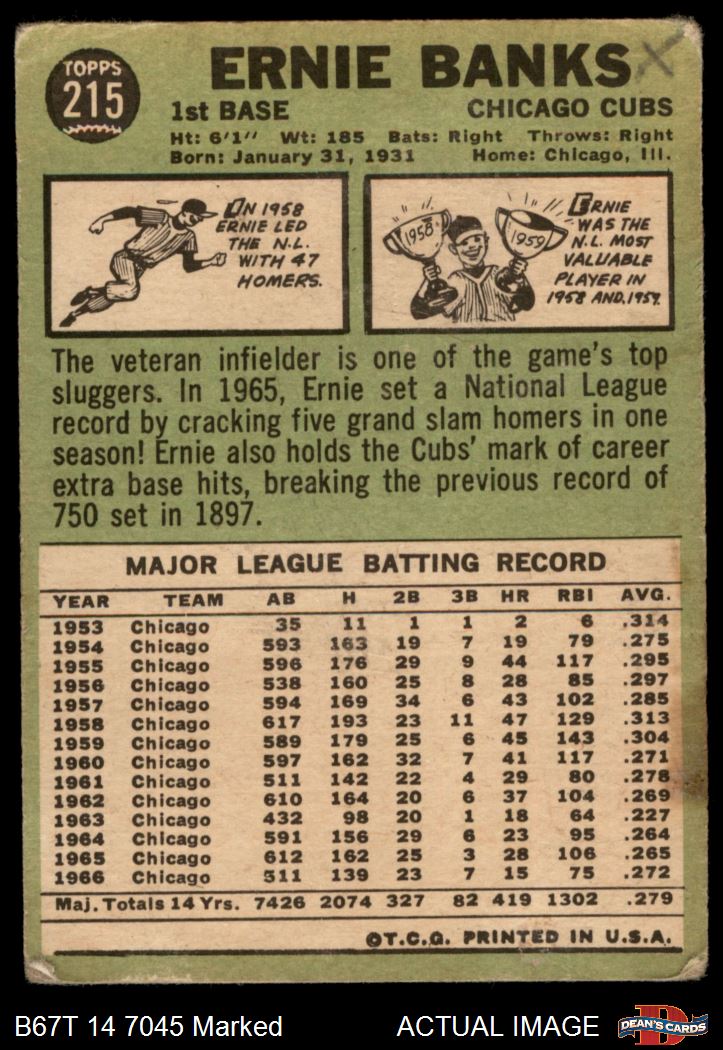 TOPPS
215
ERNIE BANKS X
1st BASE CHICAGO CUBS
Ht: 6'1" Wt: 185 Bats: Right Throws: Right
Born: January 31, 1931 Home: Chicago, Ill.
IN 1958
ERNIE LED
THE N.L.
WITH 47
HOMERS.
1958
1959
ERNIE
WAS THE
N.L. MOST
VALUABLE
PLAYER IN
1958 AND 1959.
The veteran infielder is one of the game's top
sluggers. In 1965, Ernie set a National League
record by cracking five grand slam homers in one
season! Ernie also holds the Cubs' mark of career
extra base hits, breaking the previous record of
750 set in 1897.
MAJOR LEAGUE BATTING RECORD
YEAR TEAM AB H 2B 3B HR RBI AVG.
1953 Chicago 35 11 1 1 2 6 .314
1954 Chicago 593 163 19 7 19 79 .275
1955 Chicago 596 176 29 9 44 117 .295
1956 Chicago 538 160 25 8 28 85 .297
1957 Chicago 594 169 34 6 43 102 .285
1958 Chicago 617 193 23 11 47 129 .313
1959 Chicago 589 179 25 6 45 143 .304
1960 Chicago 597 162 32 7 41 117 .271
1961 Chicago 511 142 22 4 29 80 .278
1962 Chicago 610 164 20 6 37 104 .269
1963 Chicago 432 98 20 1 18 64 .227
1964 Chicago 591 156 29 6 23 95 .264
1965 Chicago 612 162 25 3 28 106 .265
1966 Chicago 511 139 23 7 15 75 .272
Maj. Totals 14 Yrs. 7426 2074 327 82 419 1302 .279
©T.C.G. PRINTED IN U.S.A.
B67T 14 7045 Marked ACTUAL IMAGE
D
DEAN'S CARDS